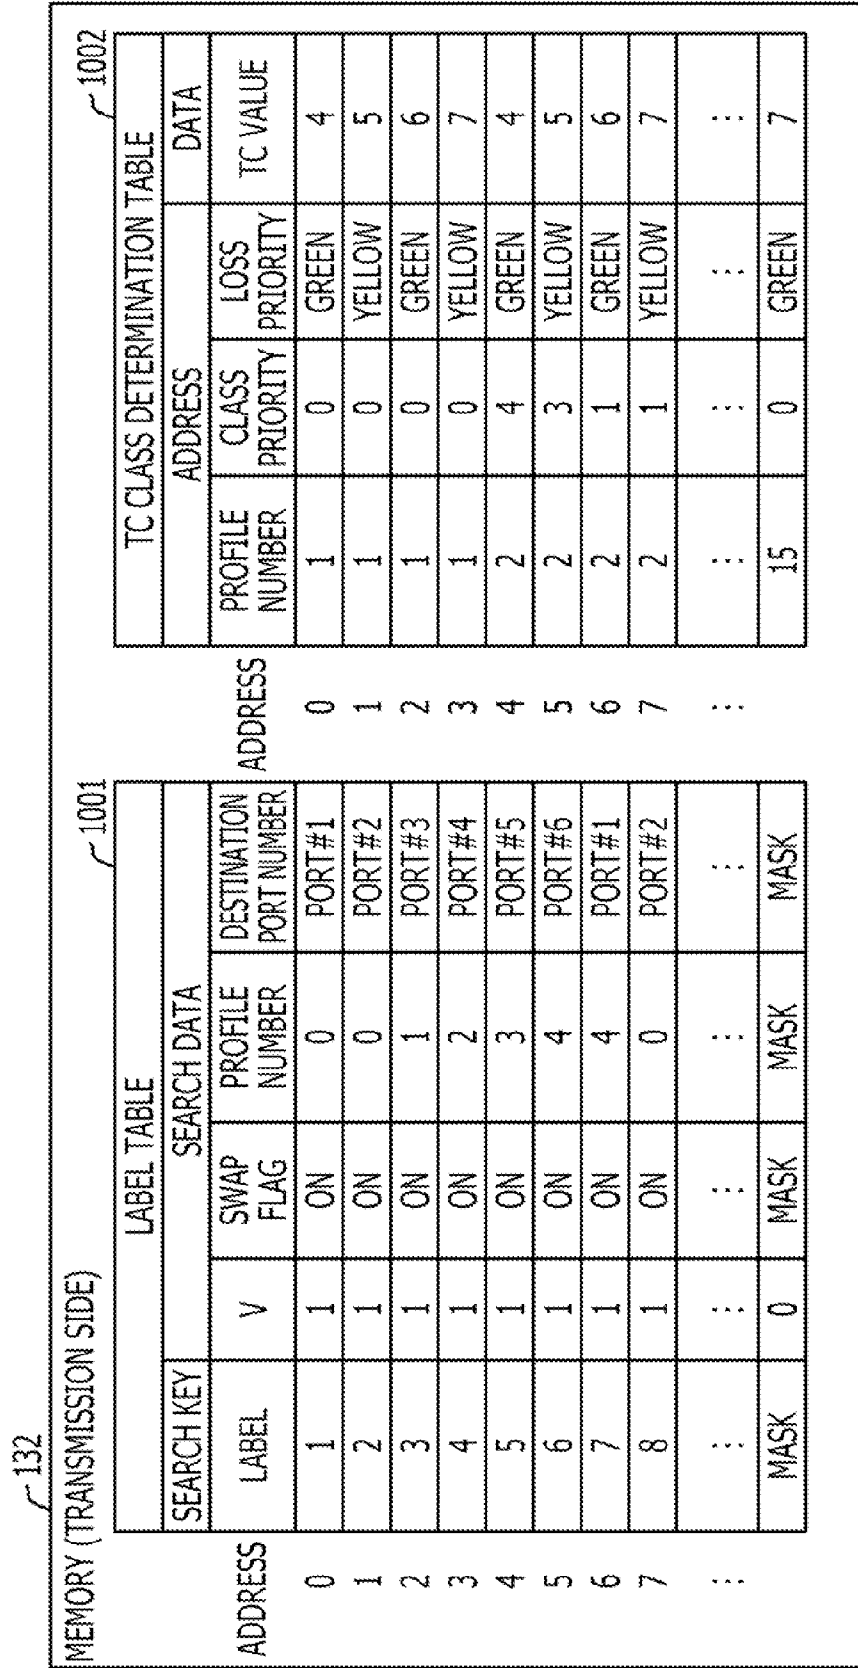 132
MEMORY (TRANSMISSION SIDE)
1001
LABEL TABLE
SEARCH KEY SEARCH DATA
ADDRESS LABEL V SWAP FLAG PROFILE NUMBER DESTINATION PORT NUMBER
0 1 1 ON 0 PORT#1
1 2 1 ON 0 PORT#2
2 3 1 ON 1 PORT#3
3 4 1 ON 2 PORT#4
4 5 1 ON 3 PORT#5
5 6 1 ON 4 PORT#6
6 7 1 ON 4 PORT#1
7 8 1 ON 0 PORT#2
... ... ... ... ... ...
MASK 0 MASK MASK MASK
1002
TC CLASS DETERMINATION TABLE
ADDRESS DATA
ADDRESS PROFILE NUMBER CLASS PRIORITY LOSS PRIORITY TC VALUE
0 1 0 GREEN 4
1 1 0 YELLOW 5
2 1 0 GREEN 6
3 1 0 YELLOW 7
4 2 4 GREEN 4
5 2 3 YELLOW 5
6 2 1 GREEN 6
7 2 1 YELLOW 7
... ... ... ... ...
15 0 GREEN 7